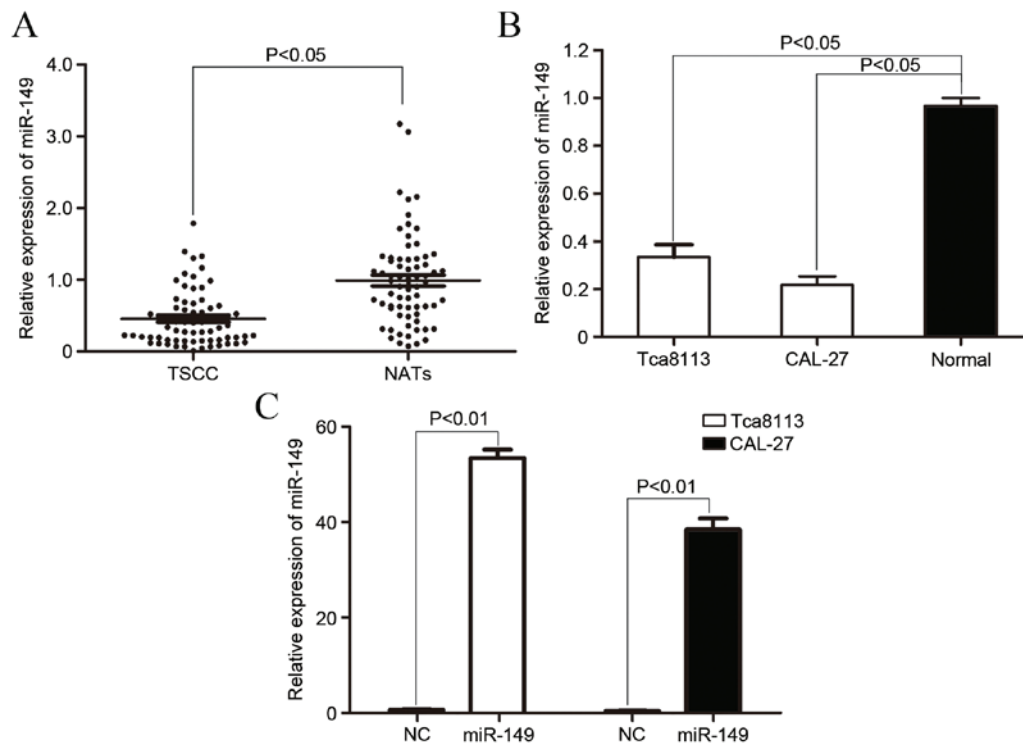 A
P<0.05
4.0
3.0
2.0
1.0
0
Relative expression of miR-149
TSCC NATs
B
P<0.05
P<0.05
1.2
1.0
0.8
0.6
0.4
0.2
0
Relative expression of miR-149
Tca8113 CAL-27 Normal
C
P<0.01
P<0.01
Tca8113
CAL-27
60
40
20
0
Relative expression of miR-149
NC miR-149 NC miR-149